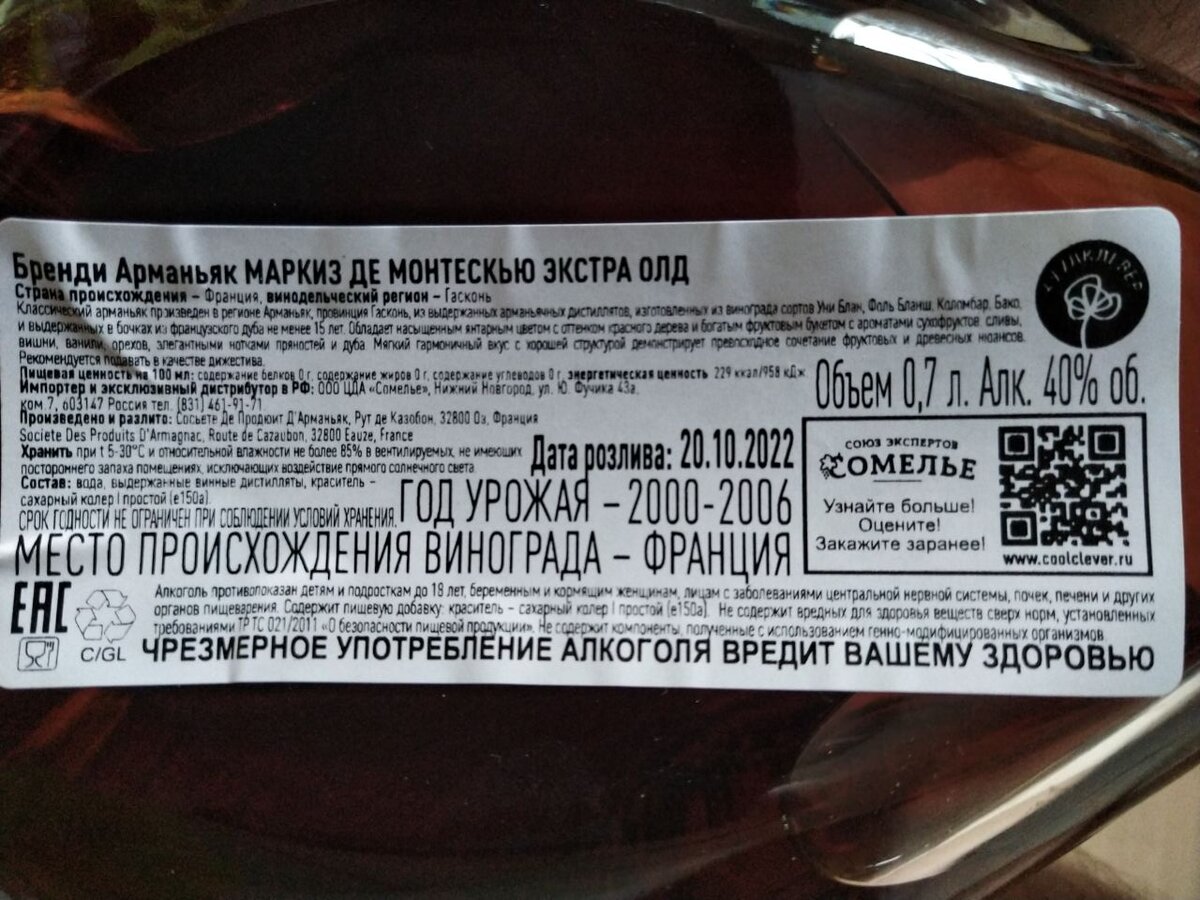 Бренди Арманьяк МАРКИЗ ДЕ МОНТЕСКЬЮ ЭКСТРА ОЛД
Страна происхождения – Франция, винодельческий регион – Гасконь
Классический арманьяк произведен в регионе Арманьяк, провинция Гасконь, из выдержанных арманьячных дистиллятов, изготовленных из винограда сортов Уни Блан, Фоль Бланш, Коломбар, Бако,
и выдержанных в бочках из французского дуба не менее 15 лет. Обладает насыщенным янтарным цветом с оттенком красного дерева и богатым фруктовым букетом с ароматами сухофруктов, сливы,
вишни, ванили, орехов, элегантными нотками пряностей и дуба. Мягкий гармоничный вкус с хорошей структурой демонстрирует превосходное сочетание фруктовых и древесных нюансов.
Рекомендуется подавать в качестве дижестива.
Пищевая ценность на 100 мл: содержание белков 0 г, содержание жиров 0 г, содержание углеводов 0 г, энергетическая ценность 229 ккал/958 кДж.
Импортер и эксклюзивный дистрибутор в РФ: ООО ЦДА «Сомелье», Нижний Новгород, ул. Ю. Фучика 43а.
ком.7, 603147 Россия тел. (831) 461-91-71
Объем 0,7 л. Алк. 40% об.
Произведено и разлито: Сосьете Де Продюит Д'Арманьяк, Рут де Казобон, 32800 Оз, Франция
Societe Des Produits D'Armagnac, Route de Cazaubon, 32800 Eauze, France
Хранить при t 5-30°C и относительной влажности не более 85% в вентилируемых, не имеющих
постороннего запаха помещениях, исключающих воздействие прямого солнечного света.
Дата розлива: 20.10.2022
Состав: вода, выдержанные винные дистилляты, краситель –
сахарный колер I простой (е150а).
СРОК ГОДНОСТИ НЕ ОГРАНИЧЕН ПРИ СОБЛЮДЕНИИ УСЛОВИЙ ХРАНЕНИЯ.
ГОД УРОЖАЯ – 2000-2006
МЕСТО ПРОИСХОЖДЕНИЯ ВИНОГРАДА – ФРАНЦИЯ
СОЮЗ ЭКСПЕРТОВ
СОМЕЛЬЕ
Узнайте больше!
Оцените!
Закажите заранее!
www.coolclever.ru
EAC
C/GL
Алкоголь противопоказан детям и подросткам до 18 лет, беременным и кормящим женщинам, лицам с заболеваниями центральной нервной системы, почек, печени и других
органов пищеварения. Содержит пищевую добавку: краситель – сахарный колер I простой (е150а). Не содержит вредных для здоровья веществ сверх норм, установленных
требованиями ТР ТС 021/2011 «О безопасности пищевой продукции». Не содержит компоненты, полученные с использованием генно-модифицированных организмов.
ЧРЕЗМЕРНОЕ УПОТРЕБЛЕНИЕ АЛКОГОЛЯ ВРЕДИТ ВАШЕМУ ЗДОРОВЬЮ